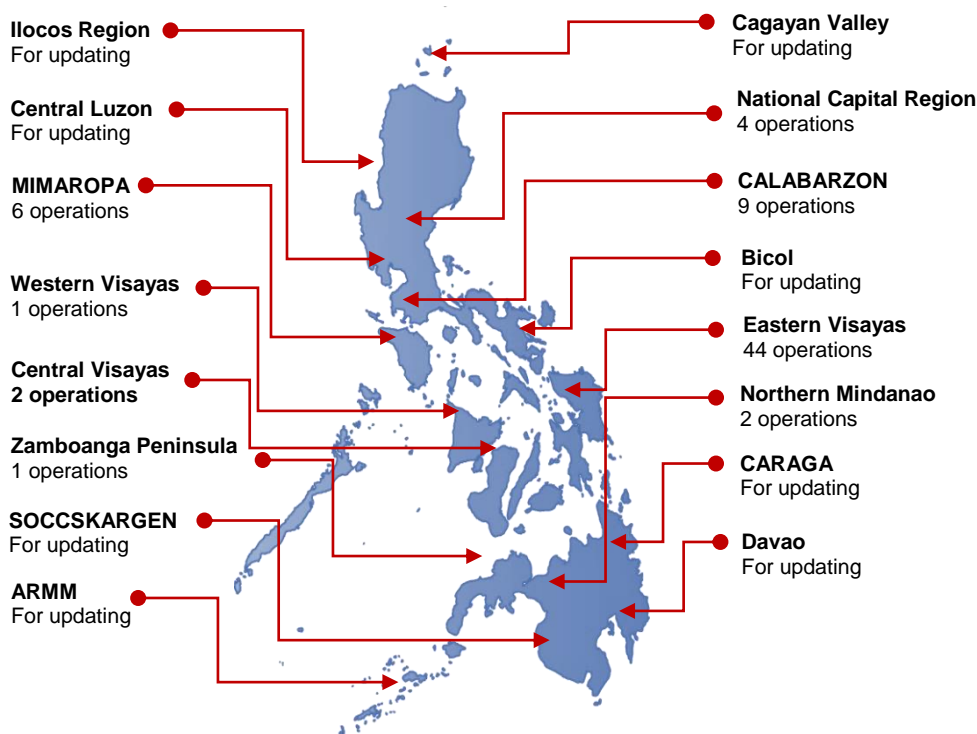 Ilocos Region
For updating
Central Luzon
For updating
MIMAROPA
6 operations
Western Visayas
1 operations
Central Visayas
2 operations
Zamboanga Peninsula
1 operations
SOCCSKARGEN
For updating
ARMM
For updating
Cagayan Valley
For updating
National Capital Region
4 operations
CALABARZON
9 operations
Bicol
For updating
Eastern Visayas
44 operations
Northern Mindanao
2 operations
CARAGA
For updating
Davao
For updating